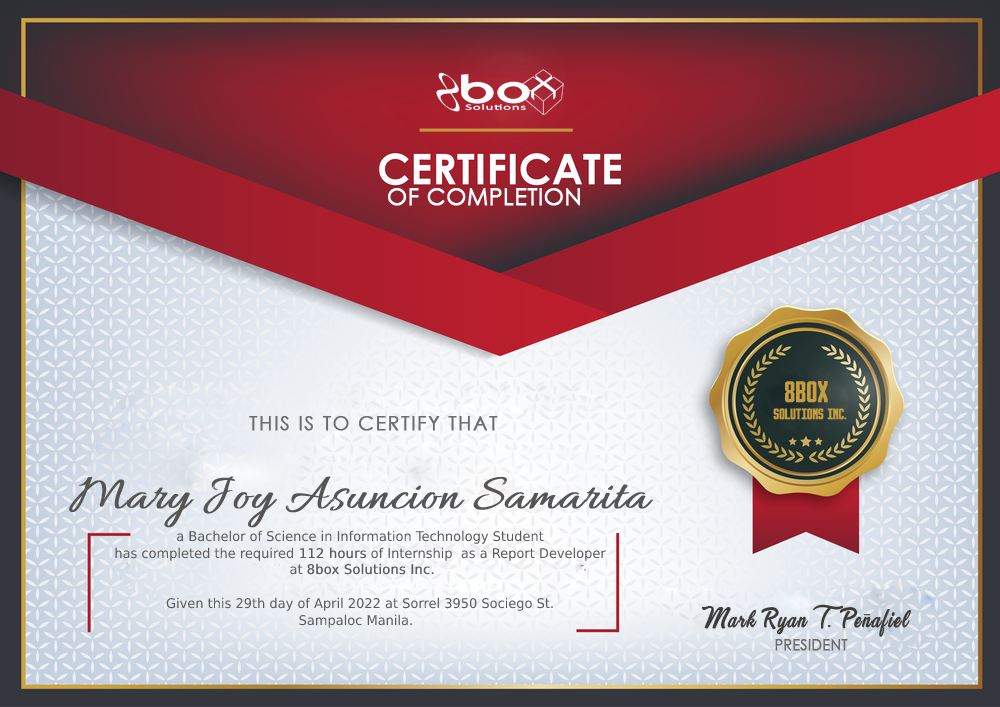 8box
Solutions
CERTIFICATE
OF COMPLETION
THIS IS TO CERTIFY THAT
Mary Joy Asuncion Samarita
a Bachelor of Science in Information Technology Student
has completed the required 112 hours of Internship as a Report Developer
at 8box Solutions Inc.
Given this 29th day of April 2022 at Sorrel 3950 Sociego St.
Sampaloc Manila.
8BOX
SOLUTIONS INC.
Mark Ryan T. Peñafiel
PRESIDENT